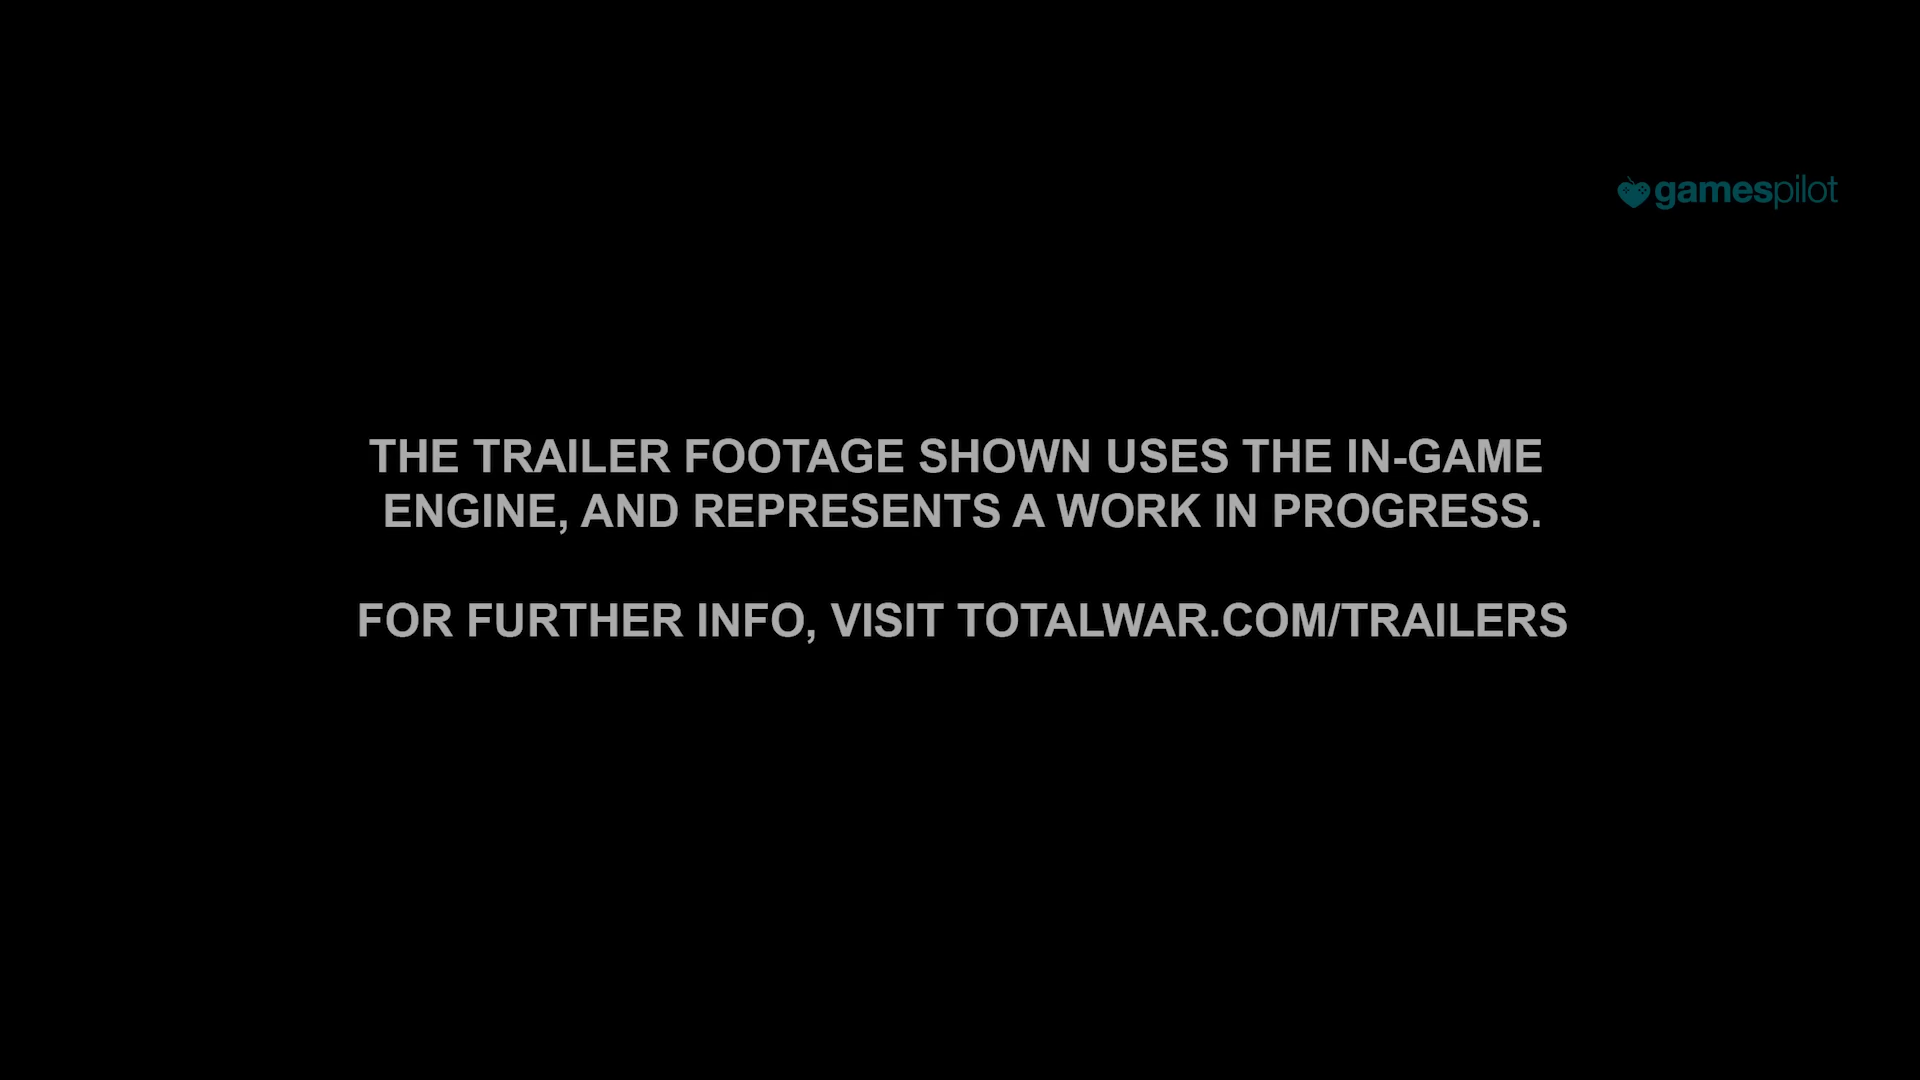 gamespilot
THE TRAILER FOOTAGE SHOWN USES THE IN-GAME
ENGINE, AND REPRESENTS A WORK IN PROGRESS.
FOR FURTHER INFO, VISIT TOTALWAR.COM/TRAILERS